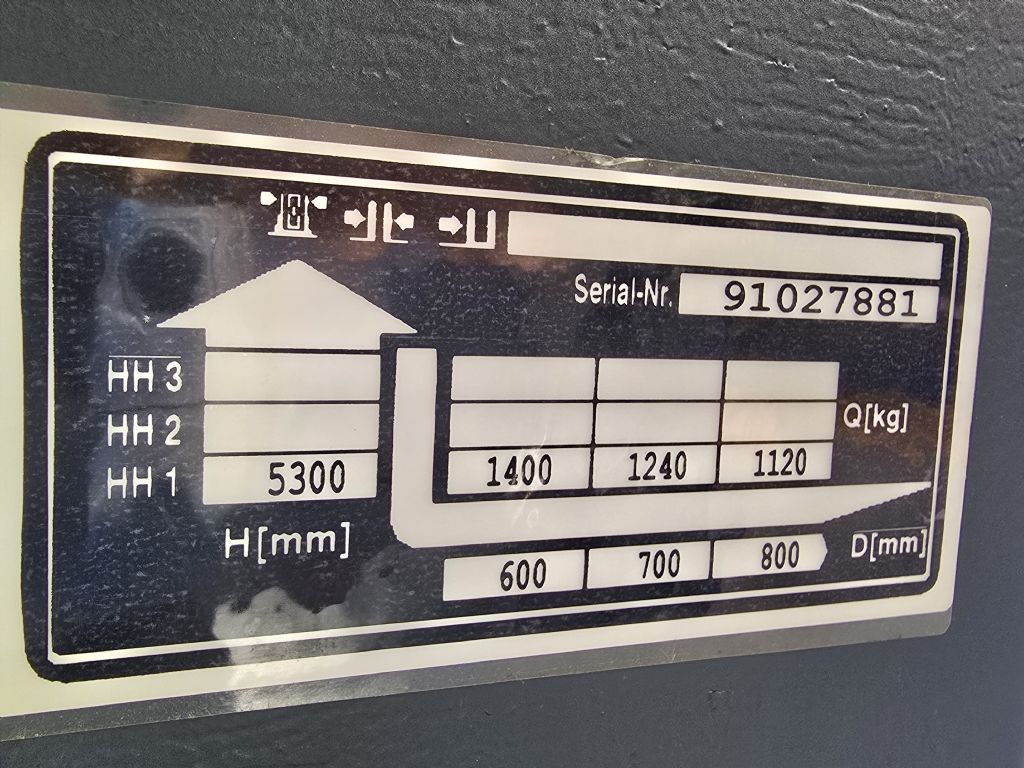 Serial-Nr. 91027881
HH 3
HH 2 Q[kg]
HH 1 5300 1400 1240 1120
H[mm]
600 700 800 D[mm]